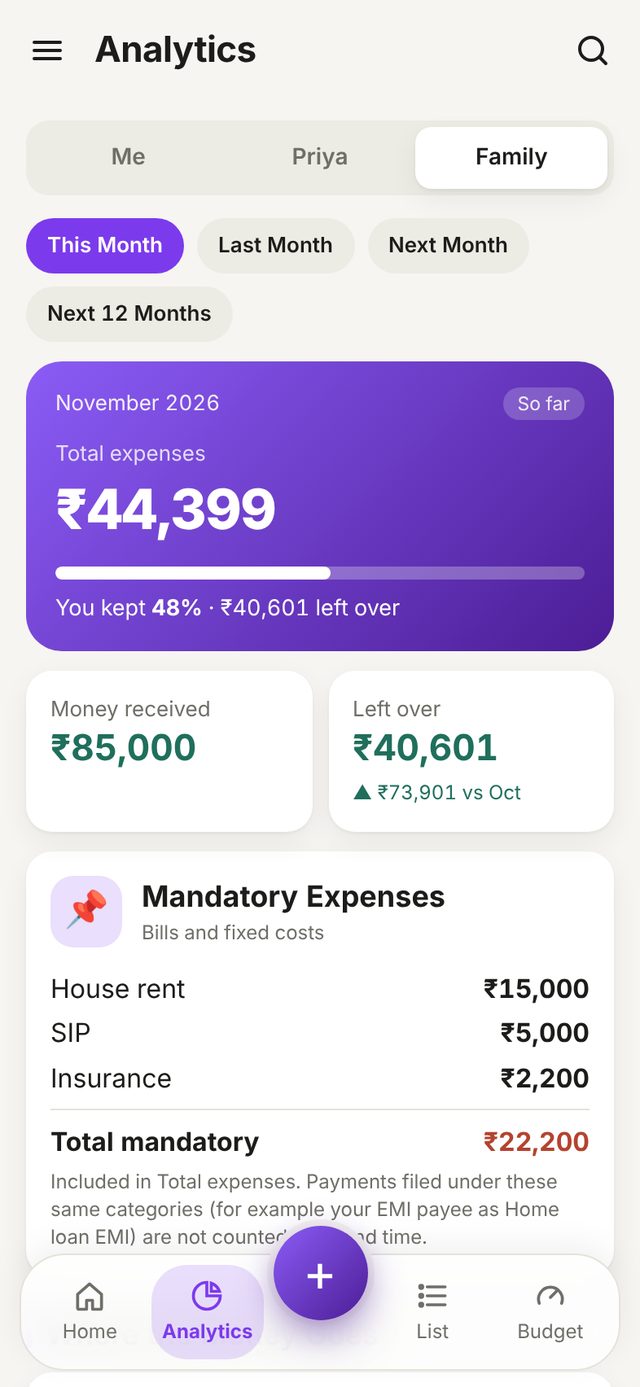 Analytics
Me
Priya
Family
This Month
Last Month
Next Month
Next 12 Months
November 2026
So far
Total expenses
₹44,399
You kept 48% · ₹40,601 left over
Money received
₹85,000
Left over
₹40,601
▲ ₹73,901 vs Oct
Mandatory Expenses
Bills and fixed costs
House rent ₹15,000
SIP ₹5,000
Insurance ₹2,200
Total mandatory ₹22,200
Included in Total expenses. Payments filed under these
same categories (for example your EMI payee as Home
loan EMI) are not counted time.
+
Home
Analytics
List
Budget